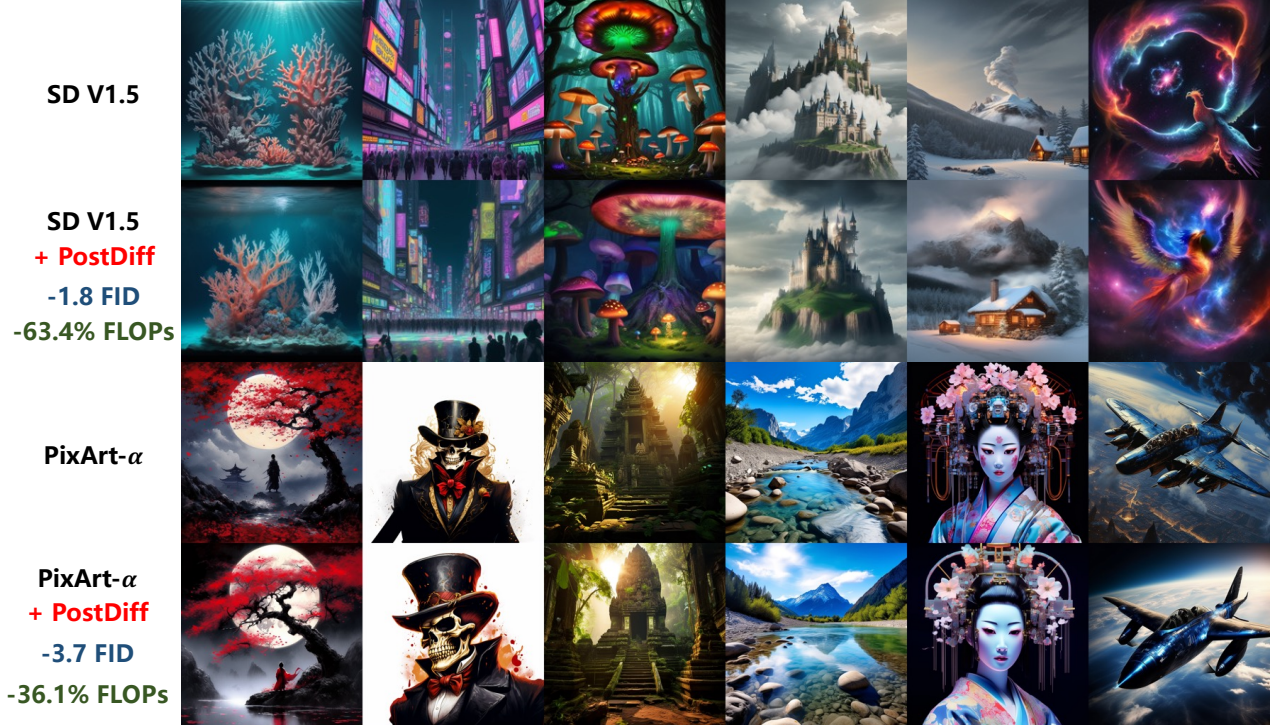 SD V1.5
SD V1.5
+ PostDiff
-1.8 FID
-63.4% FLOPs
PixArt-α
PixArt-α
+ PostDiff
-3.7 FID
-36.1% FLOPs